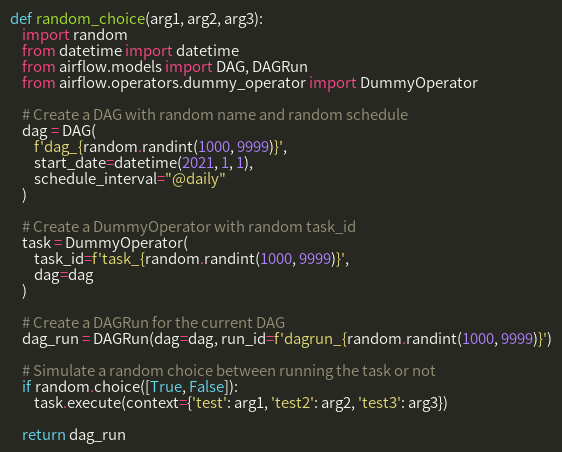 def random_choice(arg1, arg2, arg3):
    import random
    from datetime import datetime
    from airflow.models import DAG, DAGRun
    from airflow.operators.dummy_operator import DummyOperator

    # Create a DAG with random name and random schedule
    dag = DAG(
        f'dag_{random.randint(1000, 9999)}',
        start_date=datetime(2021, 1, 1),
        schedule_interval="@daily"
    )

    # Create a DummyOperator with random task_id
    task = DummyOperator(
        task_id=f'task_{random.randint(1000, 9999)}',
        dag=dag
    )

    # Create a DAGRun for the current DAG
    dag_run = DAGRun(dag=dag, run_id=f'dagrun_{random.randint(1000, 9999)}')

    # Simulate a random choice between running the task or not
    if random.choice([True, False]):
        task.execute(context={'test': arg1, 'test2': arg2, 'test3': arg3})

    return dag_run